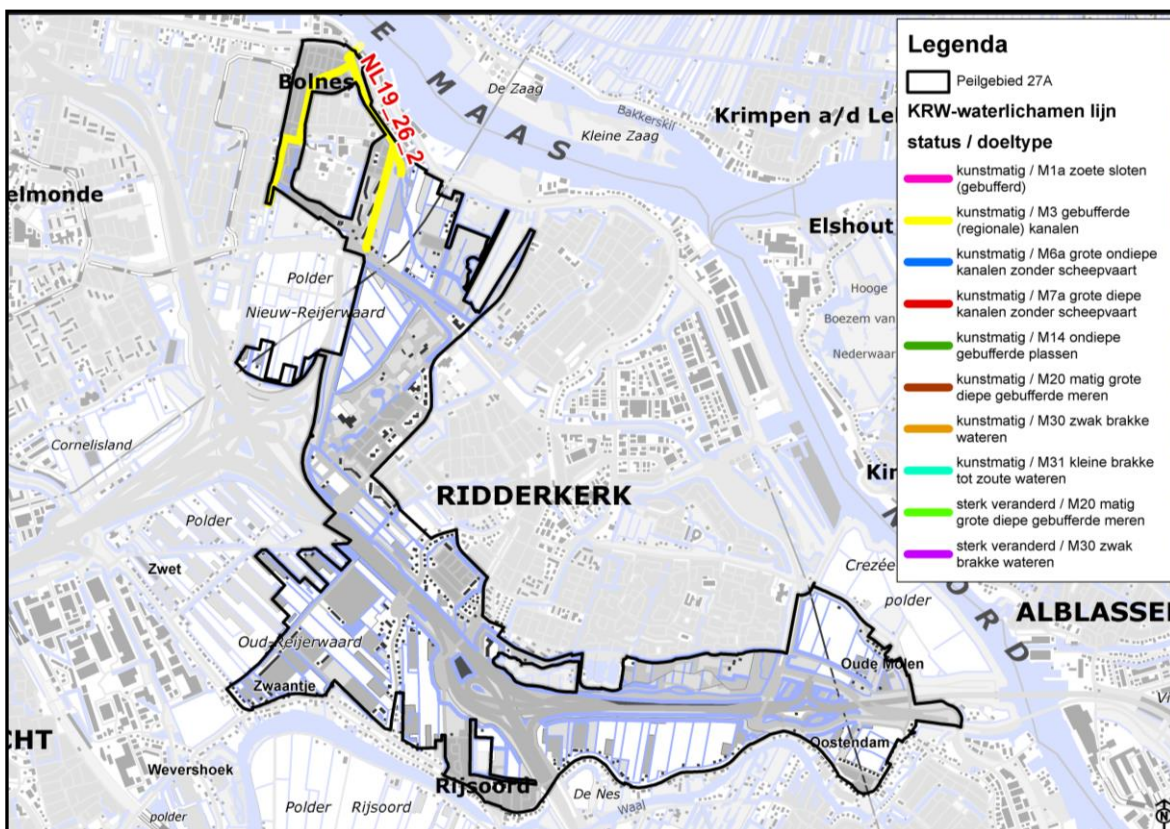 E MAAS
NL19_26_2
Bolnes
De Zaag
Bakkerskil
Kleine Zaag
Krimpen a/d Le
elmonde
Elshout
Polder
Nieuw-Reijerwaard
Hooge
Boezem van
Nederwaar
Cornelisland
RIDDERKERK
Kin
N ORD
Polder
Zwet
Crezée
polder
ALBLASSE
Oud-Reijerwaard
Oude Molen
Zwaantje
CHT
Oostendam
Wevershoek
Rijsoord
De Nes
Waal
Polder Rijsoord
polder
Legenda
Peilgebied 27A
KRW-waterlichamen lijn
status / doeltype
kunstmatig / M1a zoete sloten
(gebufferd)
kunstmatig / M3 gebufferde
(regionale) kanalen
kunstmatig / M6a grote ondiepe
kanalen zonder scheepvaart
kunstmatig / M7a grote diepe
kanalen zonder scheepvaart
kunstmatig / M14 ondiepe
gebufferde plassen
kunstmatig / M20 matig grote
diepe gebufferde meren
kunstmatig / M30 zwak brakke
wateren
kunstmatig / M31 kleine brakke
tot zoute wateren
sterk veranderd / M20 matig
grote diepe gebufferde meren
sterk veranderd / M30 zwak
brakke wateren